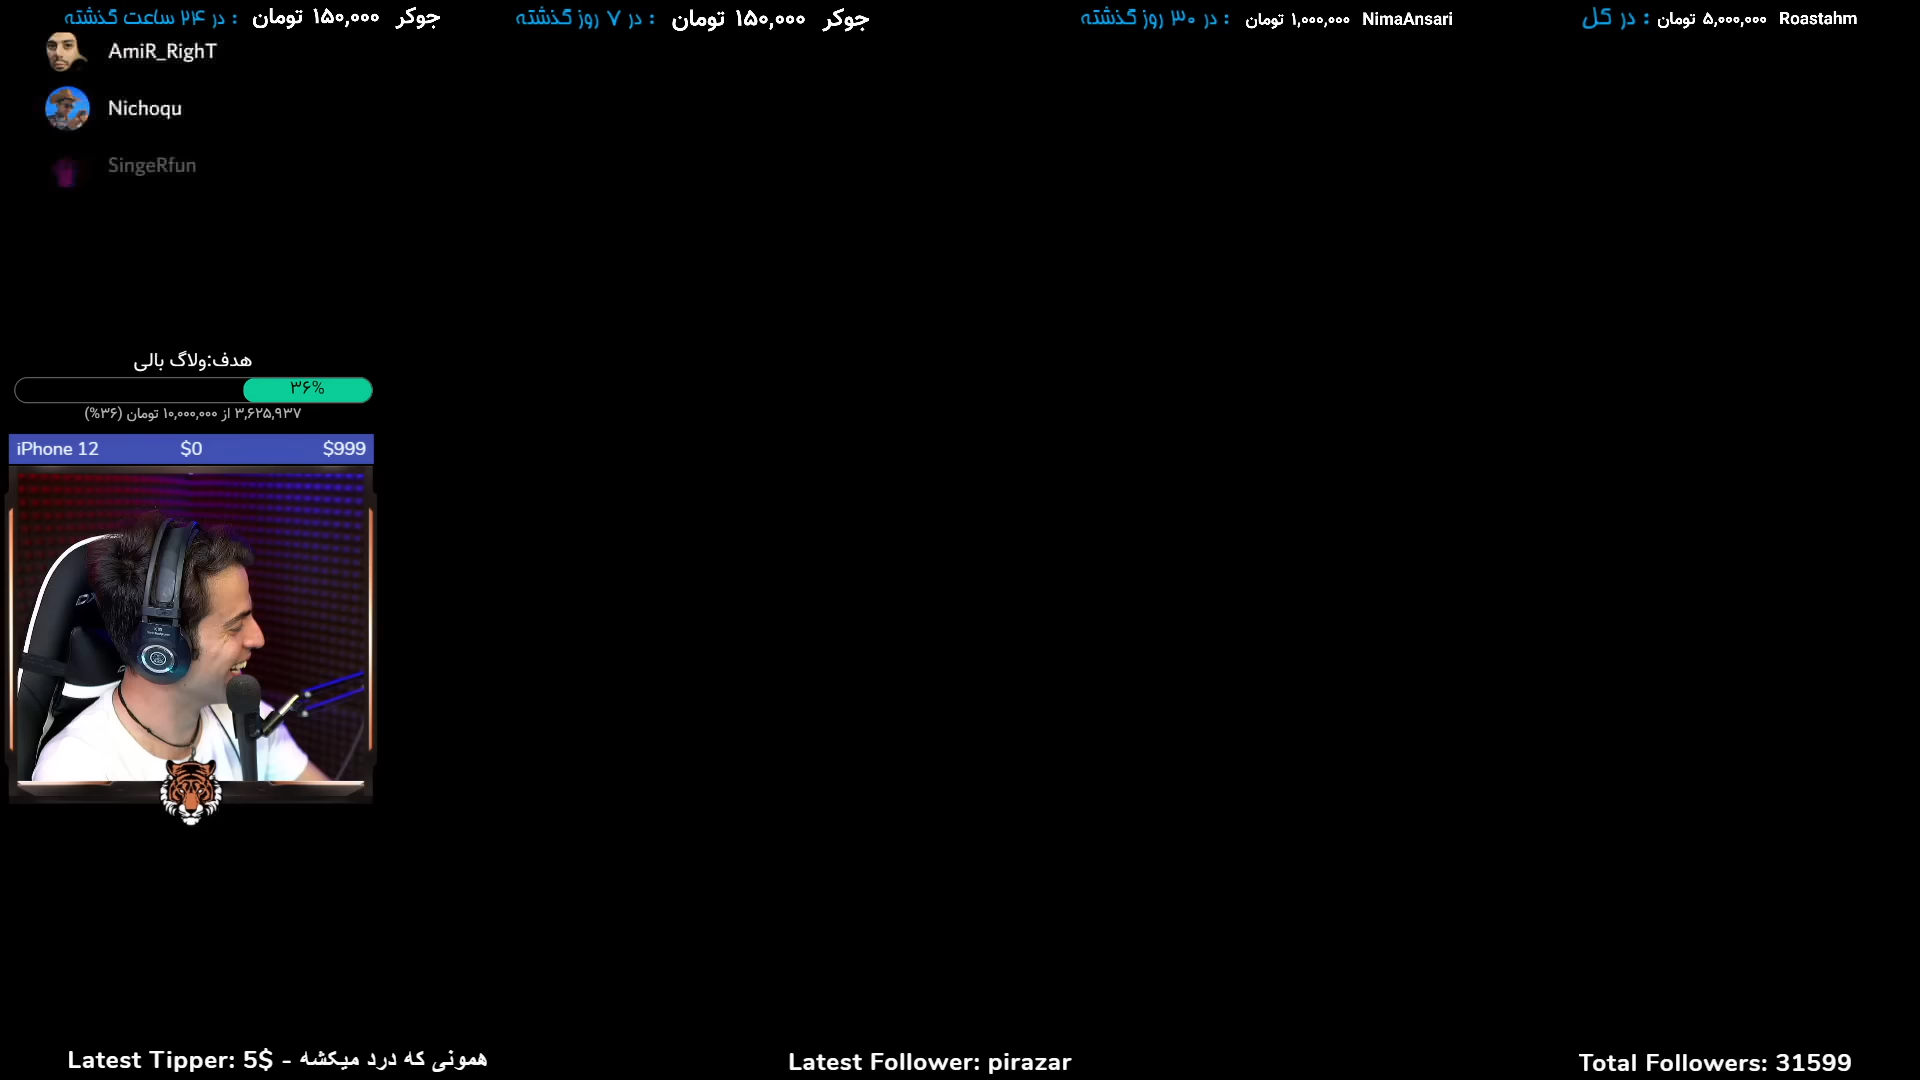 در ۲۴ ساعت گذشته : ۱۵۰,۰۰۰ تومان جوکر
در ۷ روز گذشته : ۱۵۰,۰۰۰ تومان جوکر
در ۳۰ روز گذشته : ۱,۰۰۰,۰۰۰ تومان NimaAnsari
در کل : ۵,۰۰۰,۰۰۰ تومان Roastahm
AmiR_RighT
Nichoqu
SingeRfun
هدف:ولاگ بالی
۳۶%
۳,۶۲۵,۹۳۷ از ۱۰,۰۰۰,۰۰۰ تومان (۳۶%)
iPhone 12 $0 $999
Latest Tipper: 5$ - همونی که درد میکشه
Latest Follower: pirazar
Total Followers: 31599